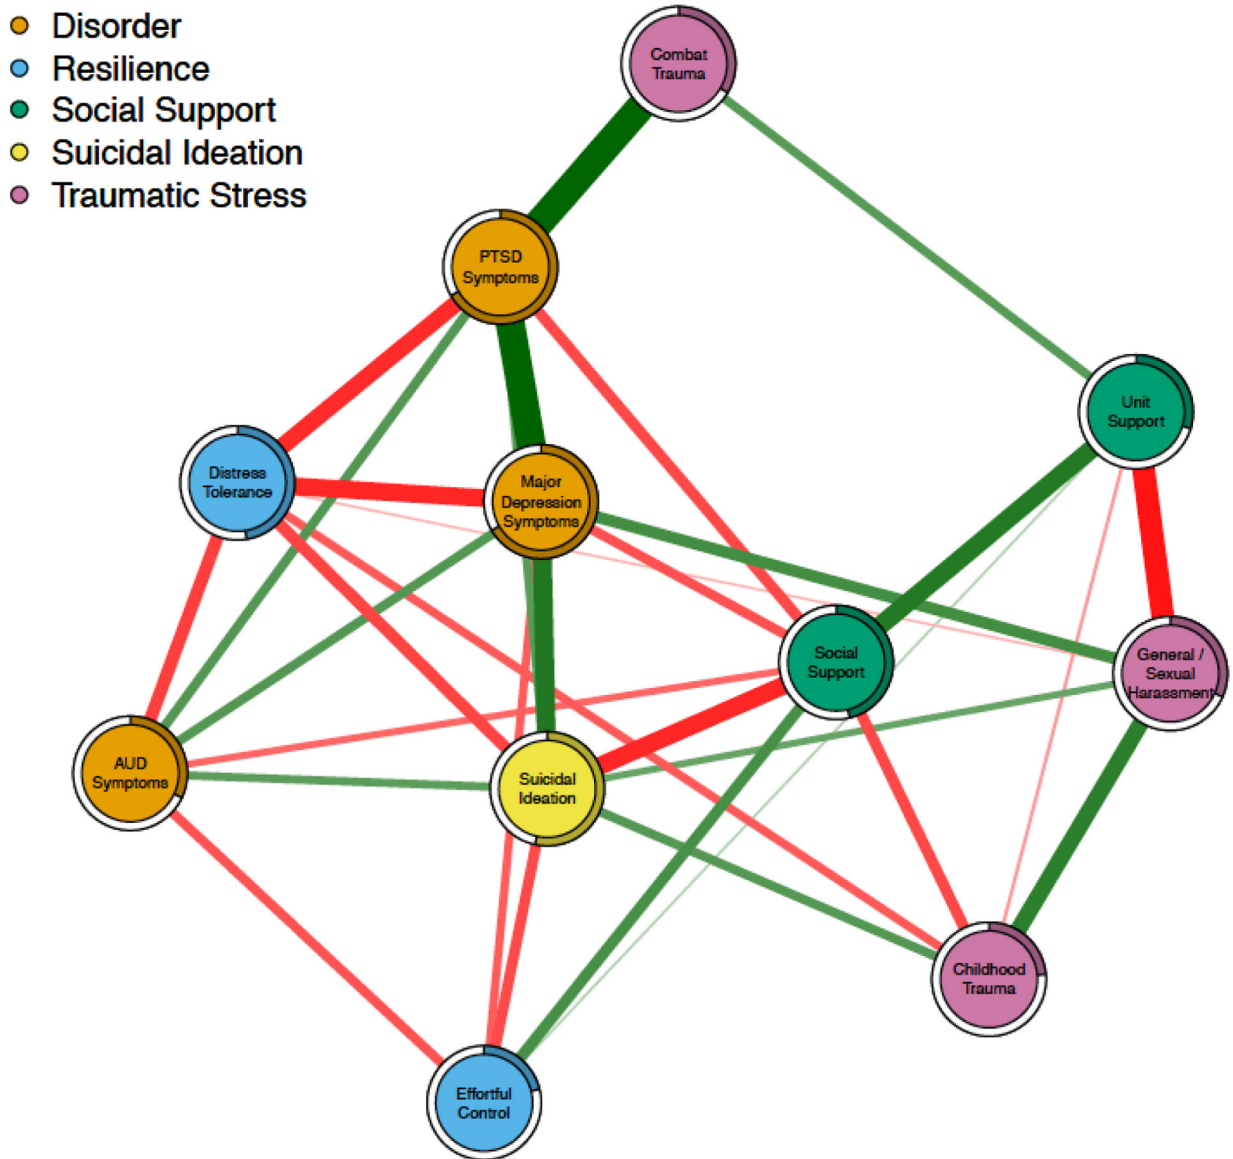 Disorder
Resilience
Social Support
Suicidal Ideation
Traumatic Stress
Combat
Trauma
PTSD
Symptoms
Unit
Support
Distress
Tolerance
Major
Depression
Symptoms
Social
Support
General /
Sexual
Harassment
AUD
Symptoms
Suicidal
Ideation
Childhood
Trauma
Effortful
Control